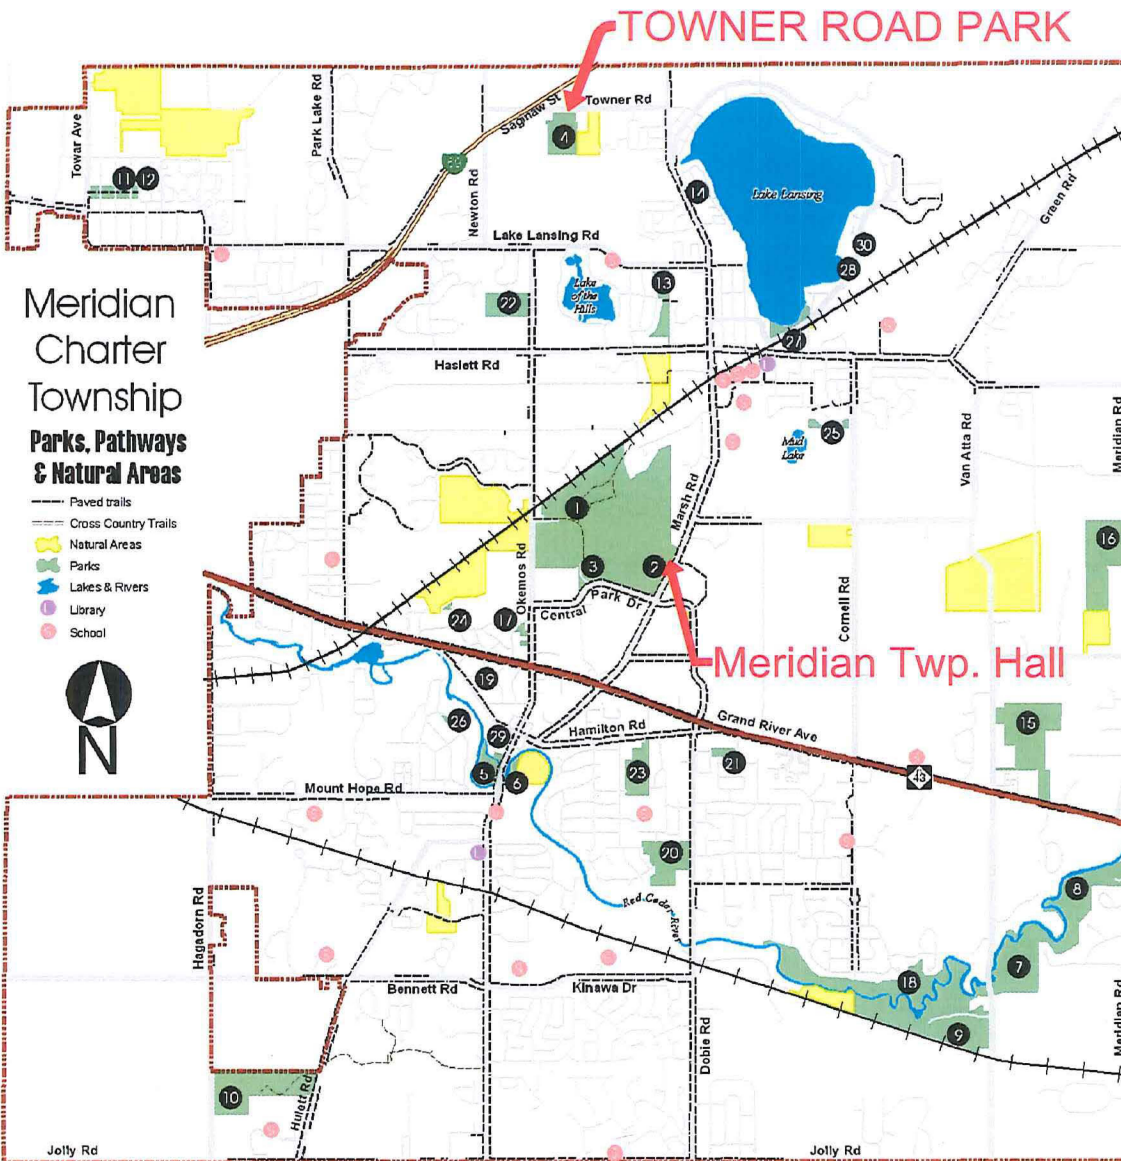 TOWNER ROAD PARK
Towar Ave
Park Lake Rd
Saginaw St
Towner Rd
4
69
11
12
Newton Rd
14
Lake Lansing
Green Rd
Lake Lansing Rd
30
28
13
22
Lake
of the
Hills
27
Haslett Rd
L
Meridian
Charter
Township
Parks, Pathways
& Natural Areas
Paved trails
Cross Country Trails
Natural Areas
Parks
Lakes & Rivers
L
Library
S
School
N
25
Mud
Lake
Van Atta Rd
Meridian Rd
Marsh Rd
1
16
Okemos Rd
3
2
Cornell Rd
Central
Park Dr
24
17
Meridian Twp. Hall
19
26
29
Hamilton Rd
Grand River Ave
15
21
5
6
23
43
Mount Hope Rd
L
20
8
Red Cedar River
Hagadorn Rd
7
18
Bennett Rd
Kinawa Dr
9
Meridian Rd
Dobie Rd
10
Hulett Rd
Jolly Rd
Jolly Rd